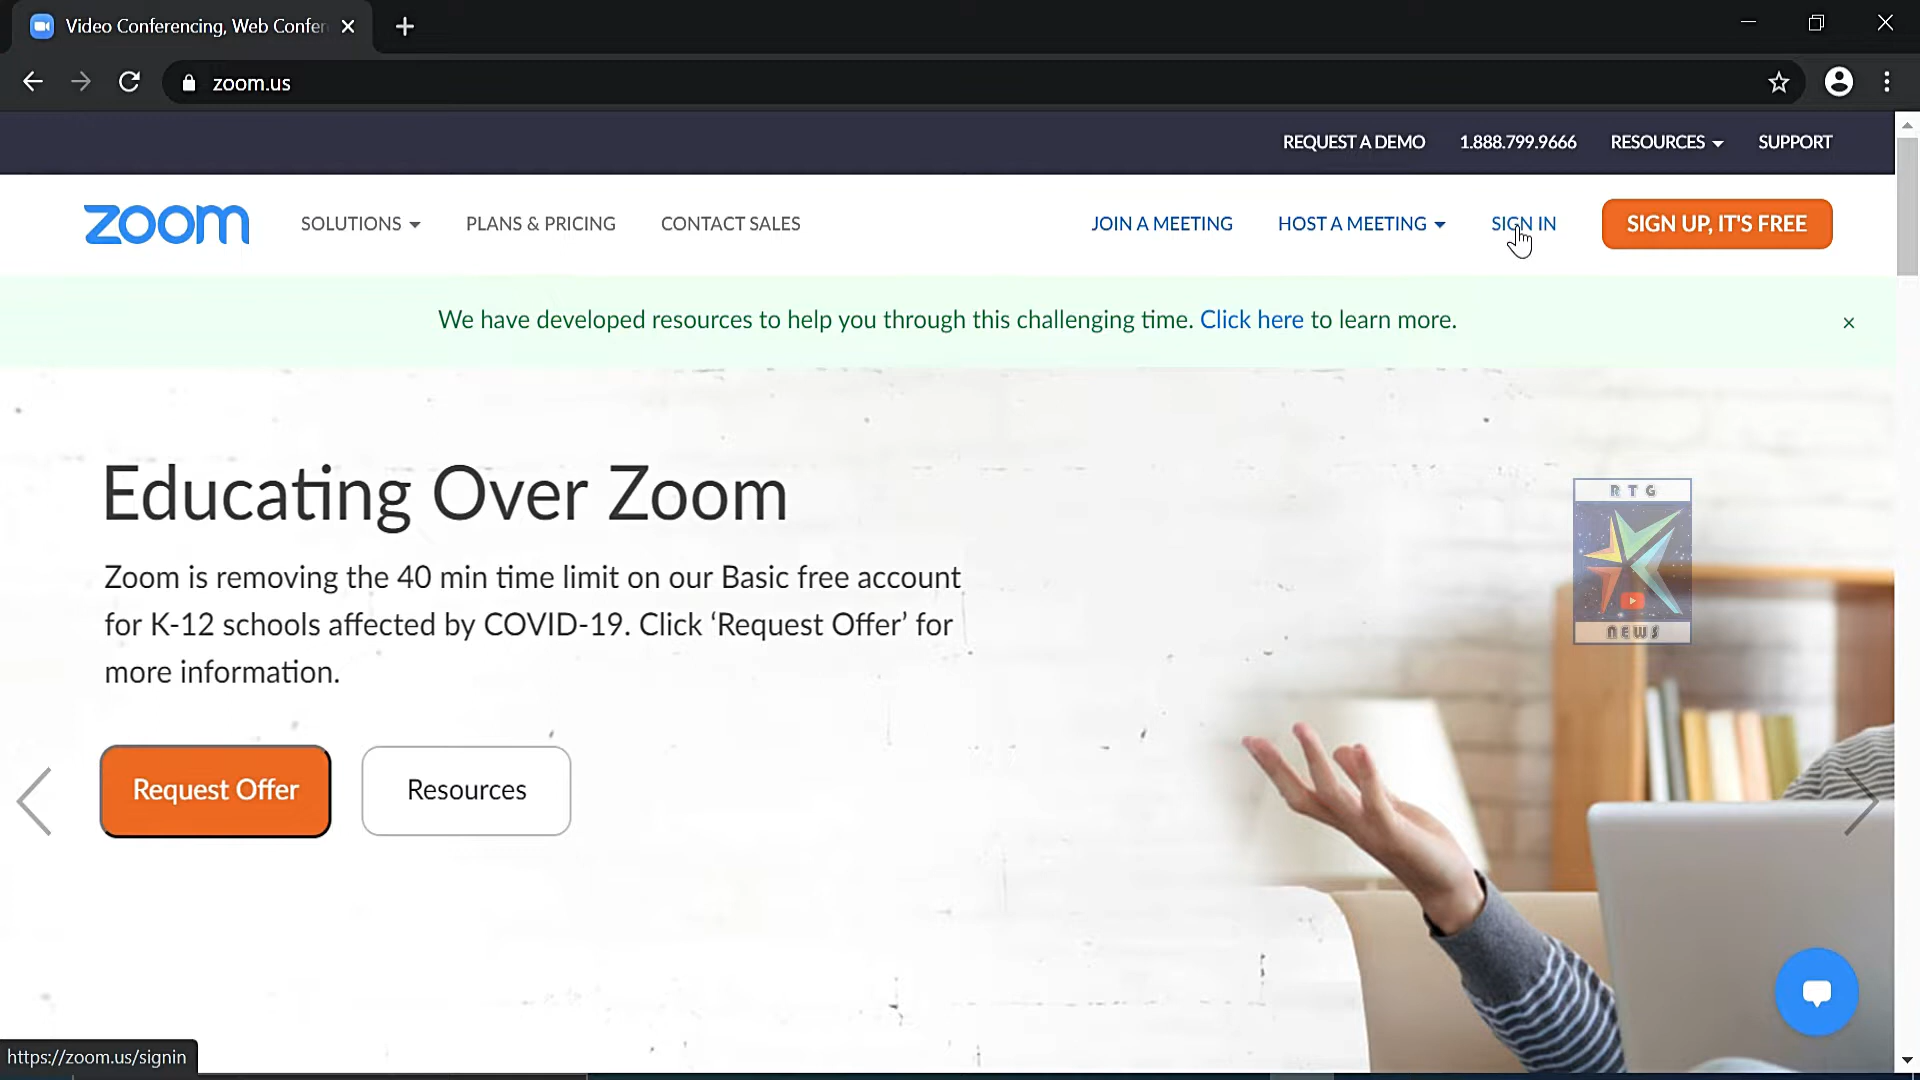 Video Conferencing, Web Confer
zoom.us
REQUEST A DEMO 1.888.799.9666 RESOURCES SUPPORT
zoom SOLUTIONS PLANS & PRICING CONTACT SALES JOIN A MEETING HOST A MEETING SIGN IN SIGN UP, IT'S FREE
We have developed resources to help you through this challenging time. Click here to learn more.
Educating Over Zoom
Zoom is removing the 40 min time limit on our Basic free account
for K-12 schools affected by COVID-19. Click ‘Request Offer’ for
more information.
Request Offer Resources
RTG
NEWS
https://zoom.us/signin